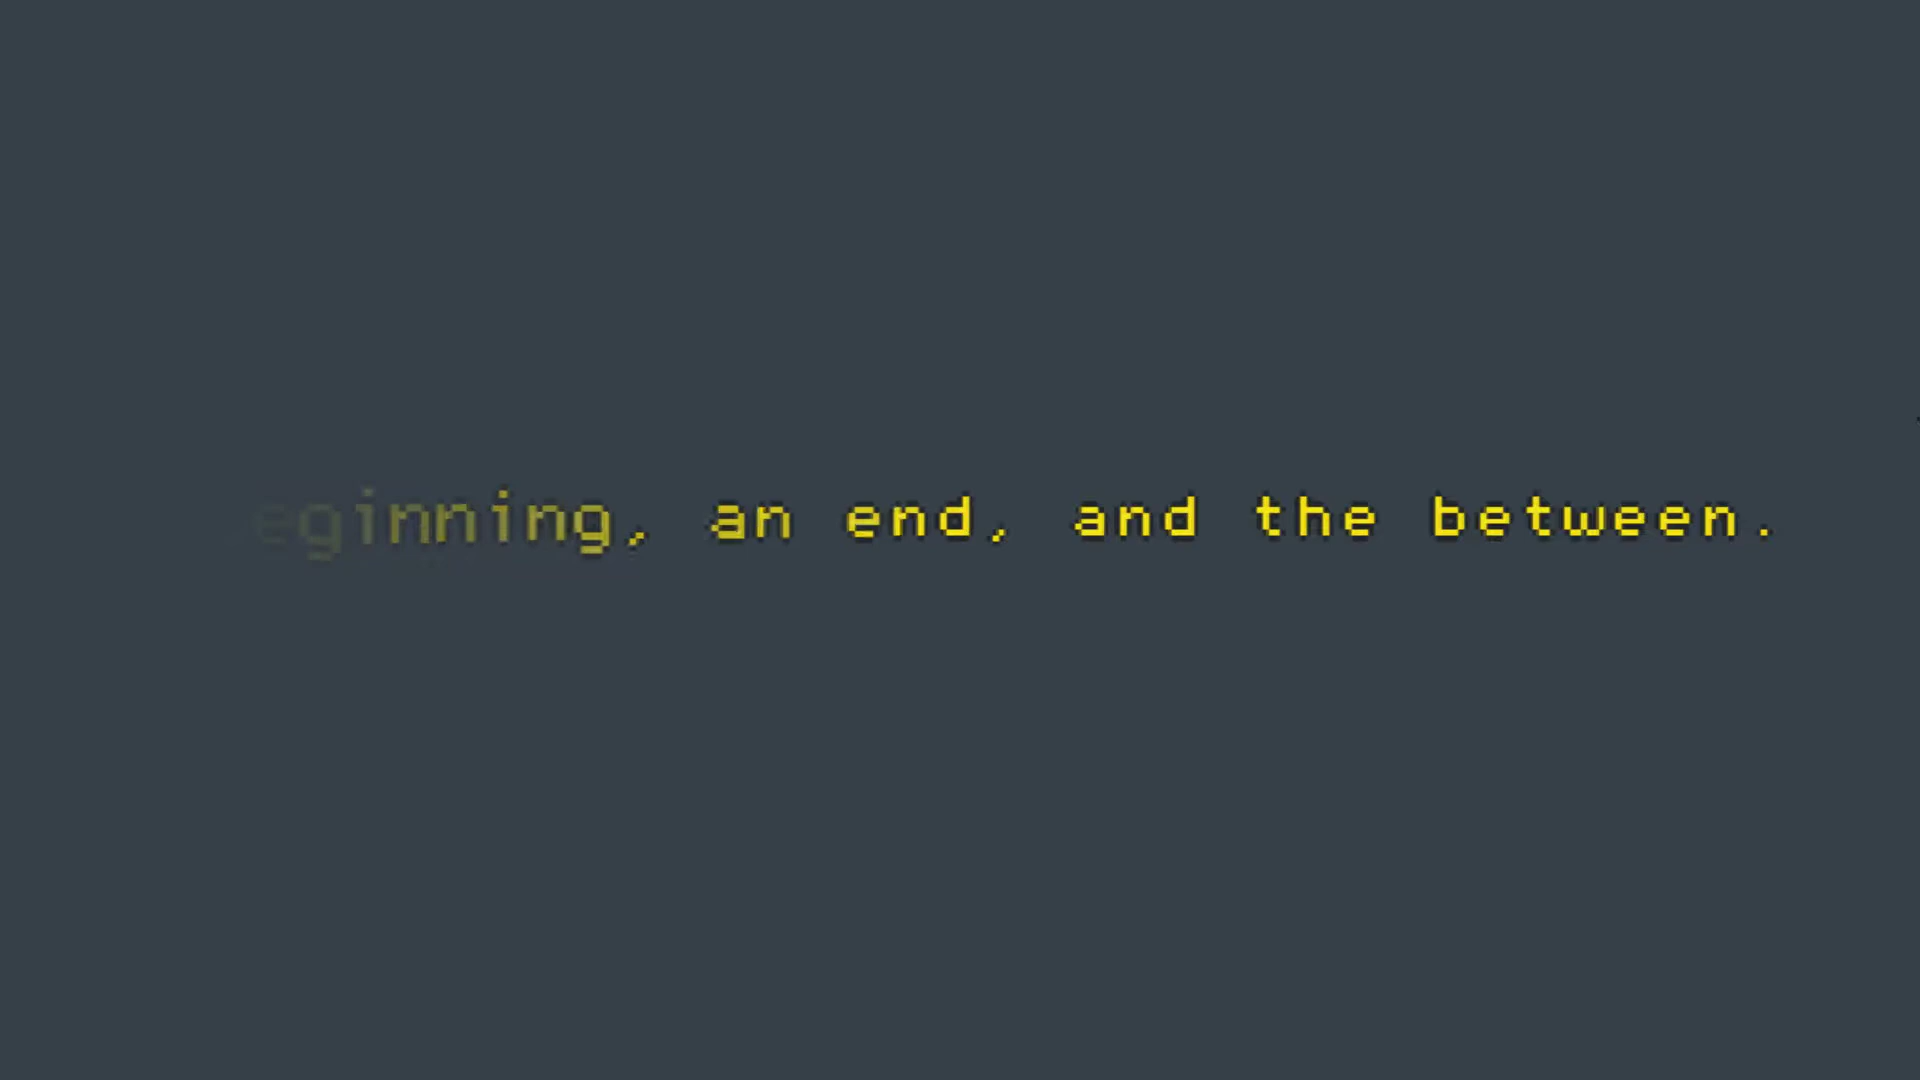 eginning, an end, and the between.